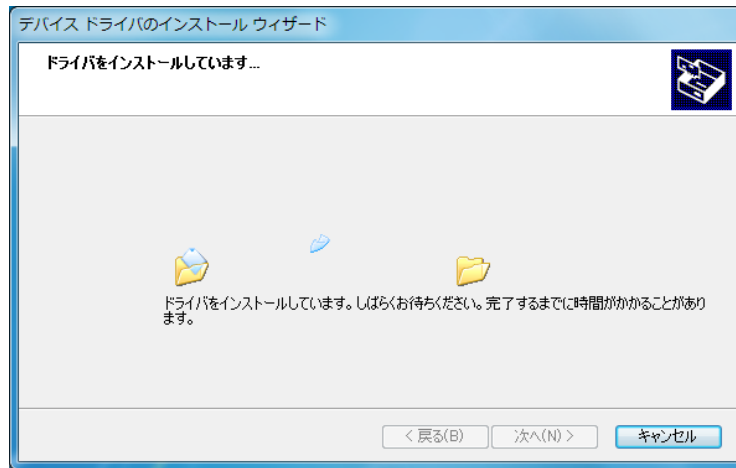 デバイス ドライバのインストール ウィザード
ドライバをインストールしています...
ドライバをインストールしています。しばらくお待ちください。完了するまでに時間がかかることがあり
ます。
< 戻る(B)
次へ(N) >
キャンセル